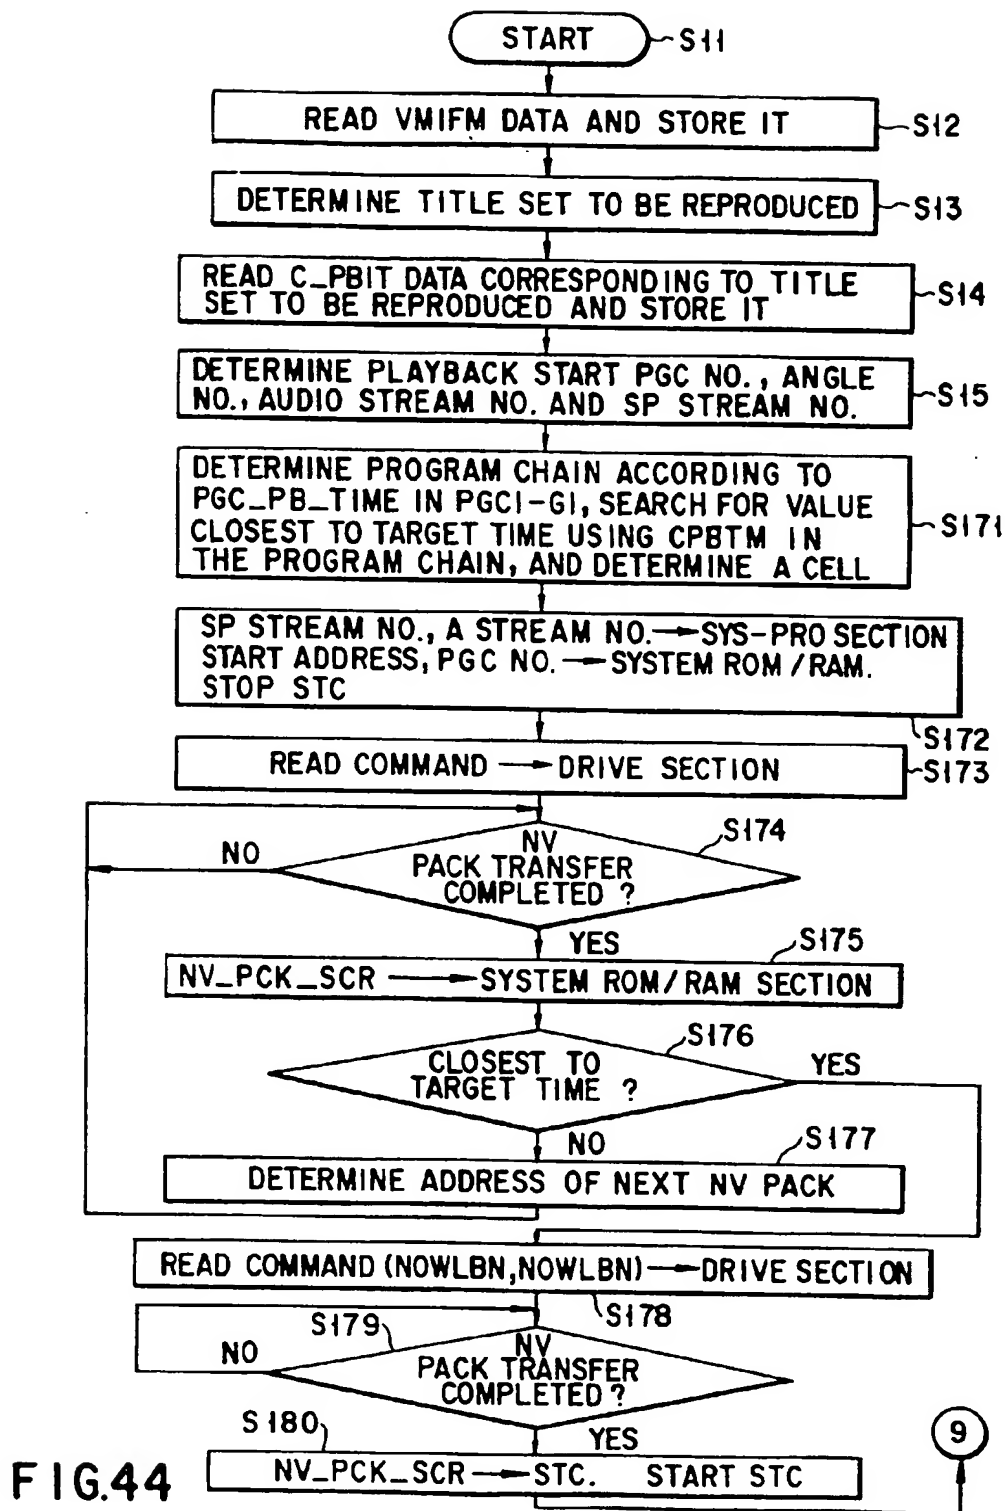 START
S11
READ VMIFM DATA AND STORE IT
S12
DETERMINE TITLE SET TO BE REPRODUCED
S13
READ C_PBIT DATA CORRESPONDING TO TITLE
SET TO BE REPRODUCED AND STORE IT
S14
DETERMINE PLAYBACK START PGC NO., ANGLE
NO., AUDIO STREAM NO. AND SP STREAM NO.
S15
DETERMINE PROGRAM CHAIN ACCORDING TO
PGC_PB_TIME IN PGCI-GI, SEARCH FOR VALUE
CLOSEST TO TARGET TIME USING CPBTM IN
THE PROGRAM CHAIN, AND DETERMINE A CELL
S171
SP STREAM NO., A STREAM NO. → SYS-PRO SECTION
START ADDRESS, PGC NO. → SYSTEM ROM/RAM.
STOP STC
S172
READ COMMAND → DRIVE SECTION
S173
S174
NV
PACK TRANSFER
COMPLETED ?
NO
YES
S175
NV_PCK_SCR → SYSTEM ROM/RAM SECTION
S176
CLOSEST TO
TARGET TIME ?
YES
NO
S177
DETERMINE ADDRESS OF NEXT NV PACK
READ COMMAND (NOWLBN,NOWLBN) → DRIVE SECTION
S178
S179
NV
PACK TRANSFER
COMPLETED ?
NO
YES
S180
NV_PCK_SCR → STC. START STC
9
FIG.44